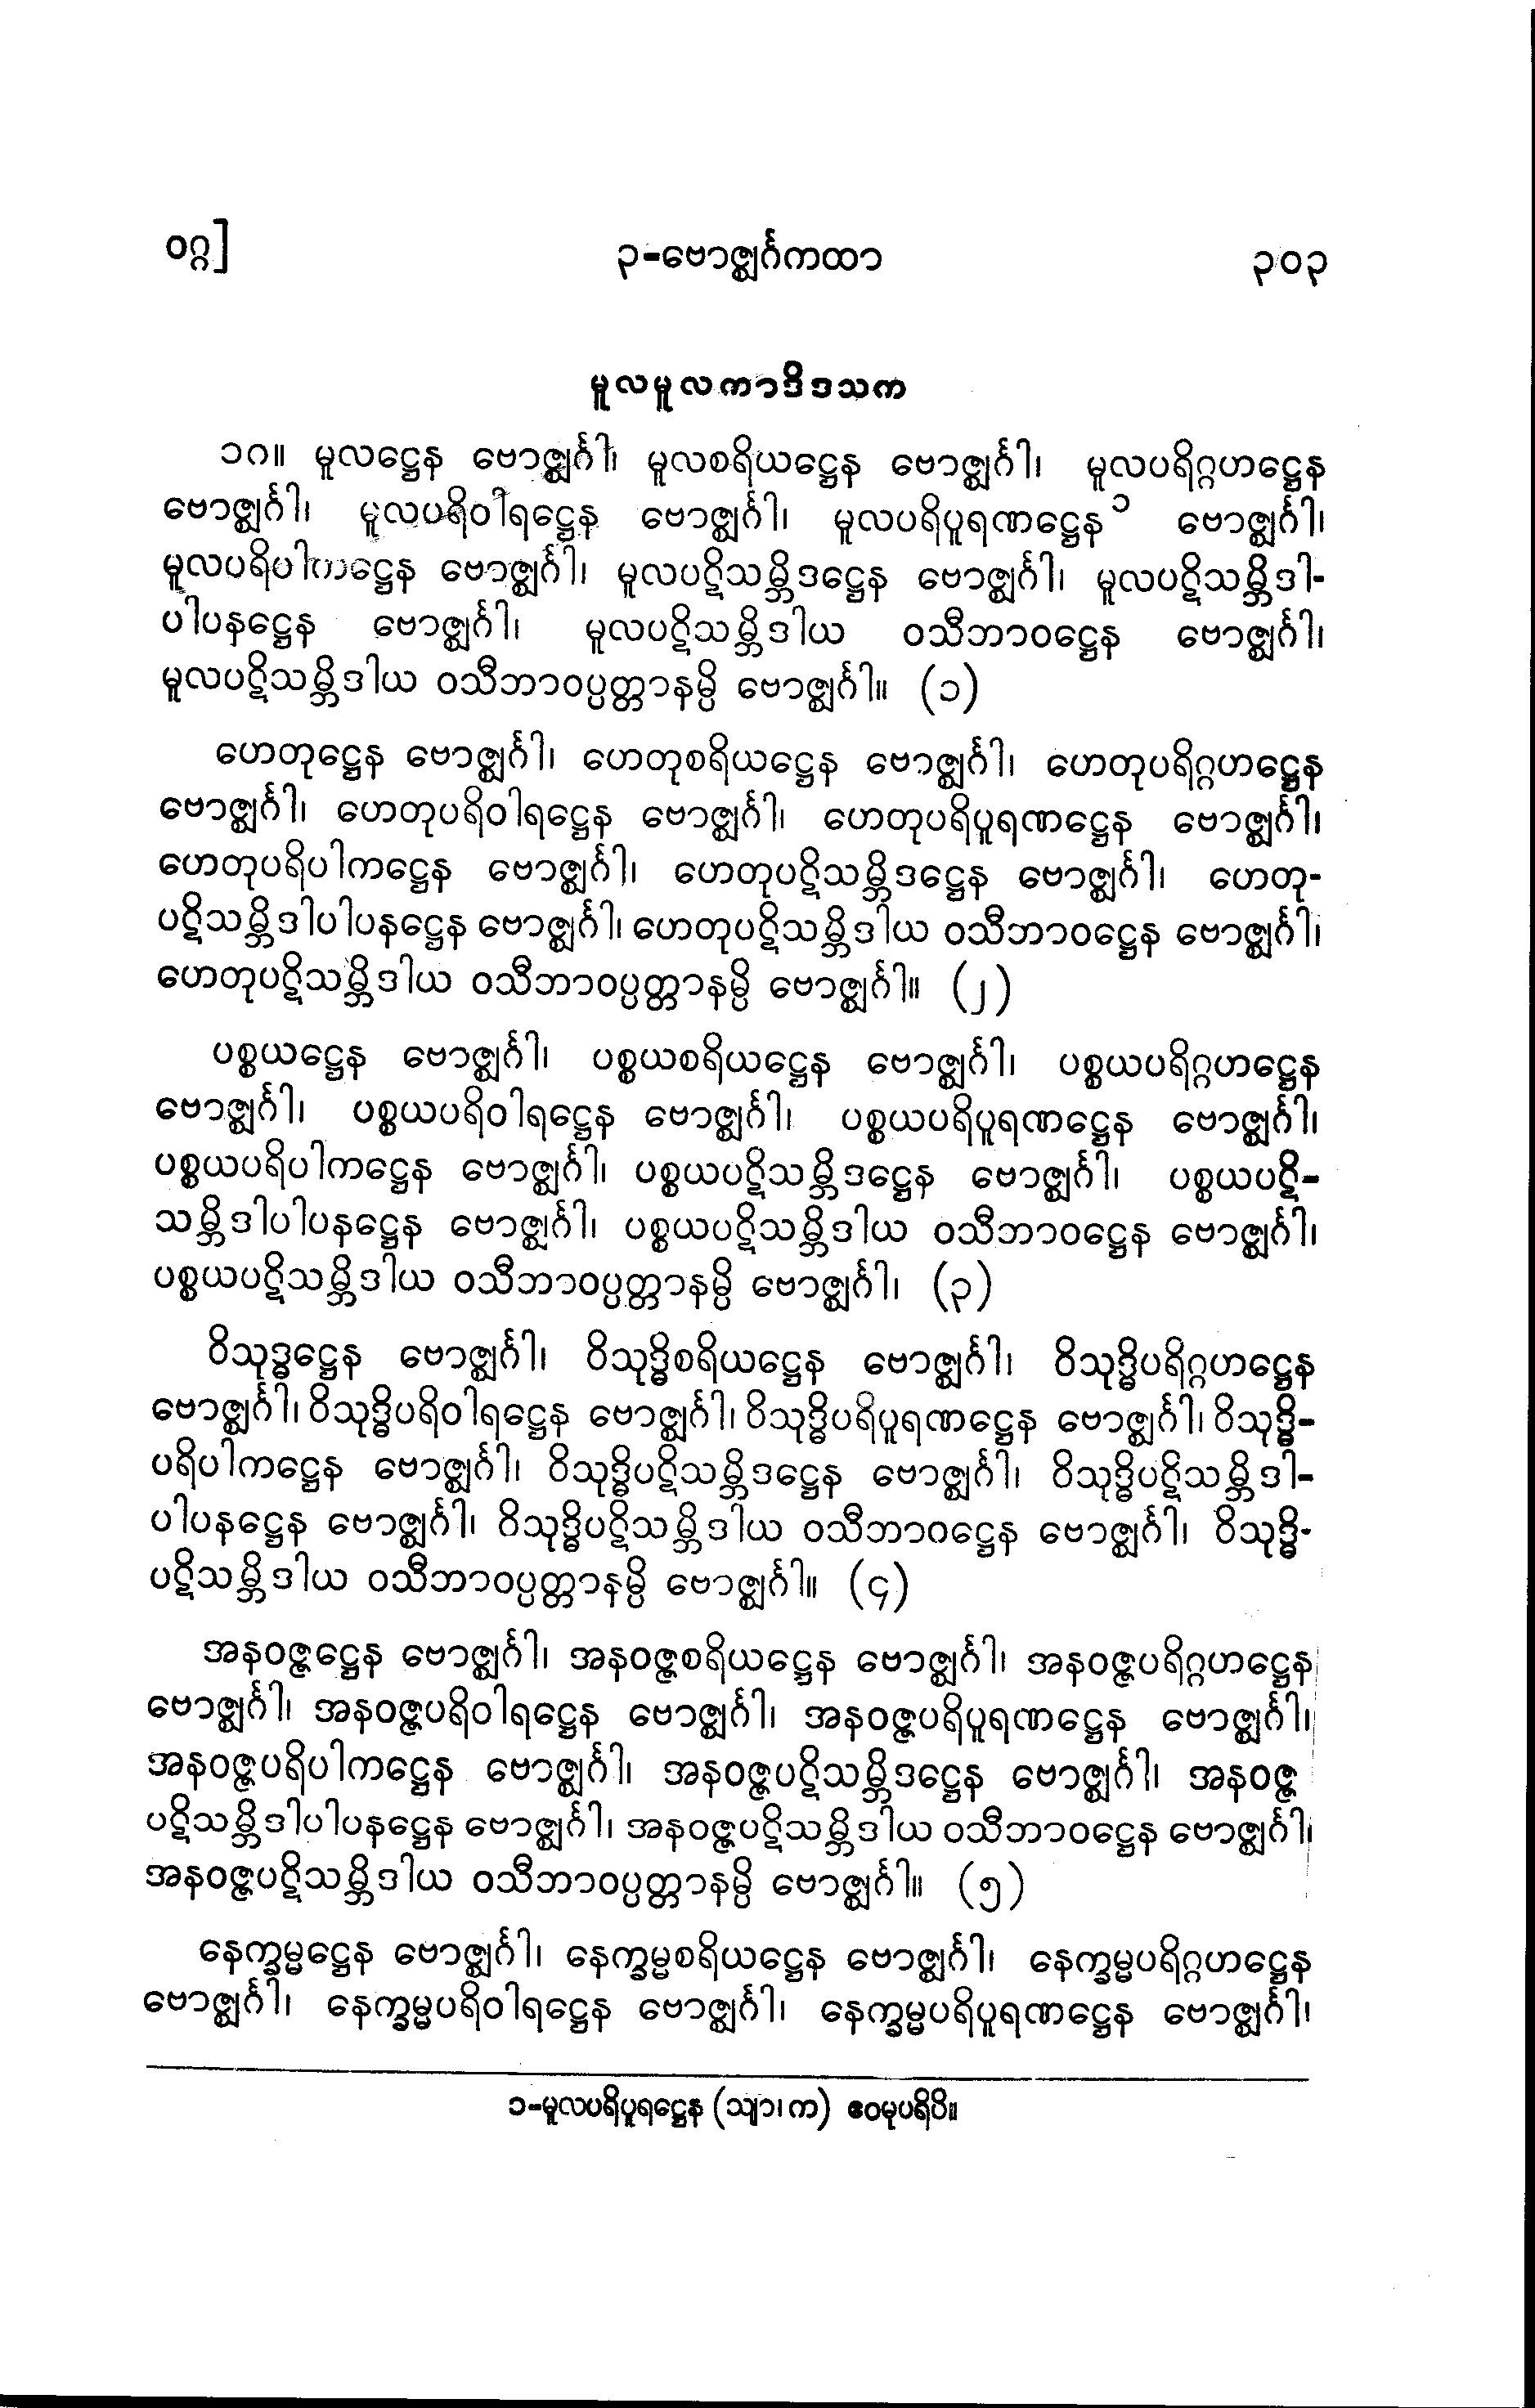 ဝဂ္ဂ]
၃-ဗောဇ္ဈင်္ဂကထာ
၃၀၃
မူလမူလကာဒိဒသက
၁၈။ မူလဋ္ဌေန ဗောဇ္ဈင်္ဂါ၊ မူလစရိယဋ္ဌေန ဗောဇ္ဈင်္ဂါ၊ မူလပရိဂ္ဂဟဋ္ဌေန
ဗောဇ္ဈင်္ဂါ၊ မူလပရိဝါရဋ္ဌေန ဗောဇ္ဈင်္ဂါ၊ မူလပရိပူရဏဋ္ဌေန၁ ဗောဇ္ဈင်္ဂါ၊
မူလပရိပါကဋ္ဌေန ဗောဇ္ဈင်္ဂါ၊ မူလပဋိသမ္ဘိဒဋ္ဌေန ဗောဇ္ဈင်္ဂါ၊ မူလပဋိသမ္ဘိဒါ-
ပါပနဋ္ဌေန ဗောဇ္ဈင်္ဂါ၊ မူလပဋိသမ္ဘိဒါယ ဝသီဘာဝဋ္ဌေန ဗောဇ္ဈင်္ဂါ၊
မူလပဋိသမ္ဘိဒါယ ဝသီဘာဝပ္ပတ္တာနမ္ပိ ဗောဇ္ဈင်္ဂါ။ (၁)
ဟေတုဋ္ဌေန ဗောဇ္ဈင်္ဂါ၊ ဟေတုစရိယဋ္ဌေန ဗောဇ္ဈင်္ဂါ၊ ဟေတုပရိဂ္ဂဟဋ္ဌေန
ဗောဇ္ဈင်္ဂါ၊ ဟေတုပရိဝါရဋ္ဌေန ဗောဇ္ဈင်္ဂါ၊ ဟေတုပရိပူရဏဋ္ဌေန ဗောဇ္ဈင်္ဂါ၊
ဟေတုပရိပါကဋ္ဌေန ဗောဇ္ဈင်္ဂါ၊ ဟေတုပဋိသမ္ဘိဒဋ္ဌေန ဗောဇ္ဈင်္ဂါ၊ ဟေတု-
ပဋိသမ္ဘိဒါပါပနဋ္ဌေန ဗောဇ္ဈင်္ဂါ၊ ဟေတုပဋိသမ္ဘိဒါယ ဝသီဘာဝဋ္ဌေန ဗောဇ္ဈင်္ဂါ၊
ဟေတုပဋိသမ္ဘိဒါယ ဝသီဘာဝပ္ပတ္တာနမ္ပိ ဗောဇ္ဈင်္ဂါ။ (၂)
ပစ္စယဋ္ဌေန ဗောဇ္ဈင်္ဂါ၊ ပစ္စယစရိယဋ္ဌေန ဗောဇ္ဈင်္ဂါ၊ ပစ္စယပရိဂ္ဂဟဋ္ဌေန
ဗောဇ္ဈင်္ဂါ၊ ပစ္စယပရိဝါရဋ္ဌေန ဗောဇ္ဈင်္ဂါ၊ ပစ္စယပရိပူရဏဋ္ဌေန ဗောဇ္ဈင်္ဂါ၊
ပစ္စယပရိပါကဋ္ဌေန ဗောဇ္ဈင်္ဂါ၊ ပစ္စယပဋိသမ္ဘိဒဋ္ဌေန ဗောဇ္ဈင်္ဂါ၊ ပစ္စယပဋိ-
သမ္ဘိဒါပါပနဋ္ဌေန ဗောဇ္ဈင်္ဂါ၊ ပစ္စယပဋိသမ္ဘိဒါယ ဝသီဘာဝဋ္ဌေန ဗောဇ္ဈင်္ဂါ၊
ပစ္စယပဋိသမ္ဘိဒါယ ဝသီဘာဝပ္ပတ္တာနမ္ပိ ဗောဇ္ဈင်္ဂါ၊ (၃)
ဝိသုဒ္ဓဋ္ဌေန ဗောဇ္ဈင်္ဂါ၊ ဝိသုဒ္ဓိစရိယဋ္ဌေန ဗောဇ္ဈင်္ဂါ၊ ဝိသုဒ္ဓိပရိဂ္ဂဟဋ္ဌေန
ဗောဇ္ဈင်္ဂါ၊ ဝိသုဒ္ဓိပရိဝါရဋ္ဌေန ဗောဇ္ဈင်္ဂါ၊ ဝိသုဒ္ဓိပရိပူရဏဋ္ဌေန ဗောဇ္ဈင်္ဂါ၊ ဝိသုဒ္ဓိ-
ပရိပါကဋ္ဌေန ဗောဇ္ဈင်္ဂါ၊ ဝိသုဒ္ဓိပဋိသမ္ဘိဒဋ္ဌေန ဗောဇ္ဈင်္ဂါ၊ ဝိသုဒ္ဓိပဋိသမ္ဘိဒါ-
ပါပနဋ္ဌေန ဗောဇ္ဈင်္ဂါ၊ ဝိသုဒ္ဓိပဋိသမ္ဘိဒါယ ဝသီဘာဝဋ္ဌေန ဗောဇ္ဈင်္ဂါ၊ ဝိသုဒ္ဓိ-
ပဋိသမ္ဘိဒါယ ဝသီဘာဝပ္ပတ္တာနမ္ပိ ဗောဇ္ဈင်္ဂါ။ (၄)
အနဝဇ္ဇဋ္ဌေန ဗောဇ္ဈင်္ဂါ၊ အနဝဇ္ဇစရိယဋ္ဌေန ဗောဇ္ဈင်္ဂါ၊ အနဝဇ္ဇပရိဂ္ဂဟဋ္ဌေန
ဗောဇ္ဈင်္ဂါ၊ အနဝဇ္ဇပရိဝါရဋ္ဌေန ဗောဇ္ဈင်္ဂါ၊ အနဝဇ္ဇပရိပူရဏဋ္ဌေန ဗောဇ္ဈင်္ဂါ၊
အနဝဇ္ဇပရိပါကဋ္ဌေန ဗောဇ္ဈင်္ဂါ၊ အနဝဇ္ဇပဋိသမ္ဘိဒဋ္ဌေန ဗောဇ္ဈင်္ဂါ၊ အနဝဇ္ဇ
ပဋိသမ္ဘိဒါပါပနဋ္ဌေန ဗောဇ္ဈင်္ဂါ၊ အနဝဇ္ဇပဋိသမ္ဘိဒါယ ဝသီဘာဝဋ္ဌေန ဗောဇ္ဈင်္ဂါ၊
အနဝဇ္ဇပဋိသမ္ဘိဒါယ ဝသီဘာဝပ္ပတ္တာနမ္ပိ ဗောဇ္ဈင်္ဂါ။ (၅)
နေက္ခမ္မဋ္ဌေန ဗောဇ္ဈင်္ဂါ၊ နေက္ခမ္မစရိယဋ္ဌေန ဗောဇ္ဈင်္ဂါ၊ နေက္ခမ္မပရိဂ္ဂဟဋ္ဌေန
ဗောဇ္ဈင်္ဂါ၊ နေက္ခမ္မပရိဝါရဋ္ဌေန ဗောဇ္ဈင်္ဂါ၊ နေက္ခမ္မပရိပူရဏဋ္ဌေန ဗောဇ္ဈင်္ဂါ၊
၁-မူလပရိပူရဋ္ဌေန (သျာ၊ က) ဧဝမုပရိပိ။